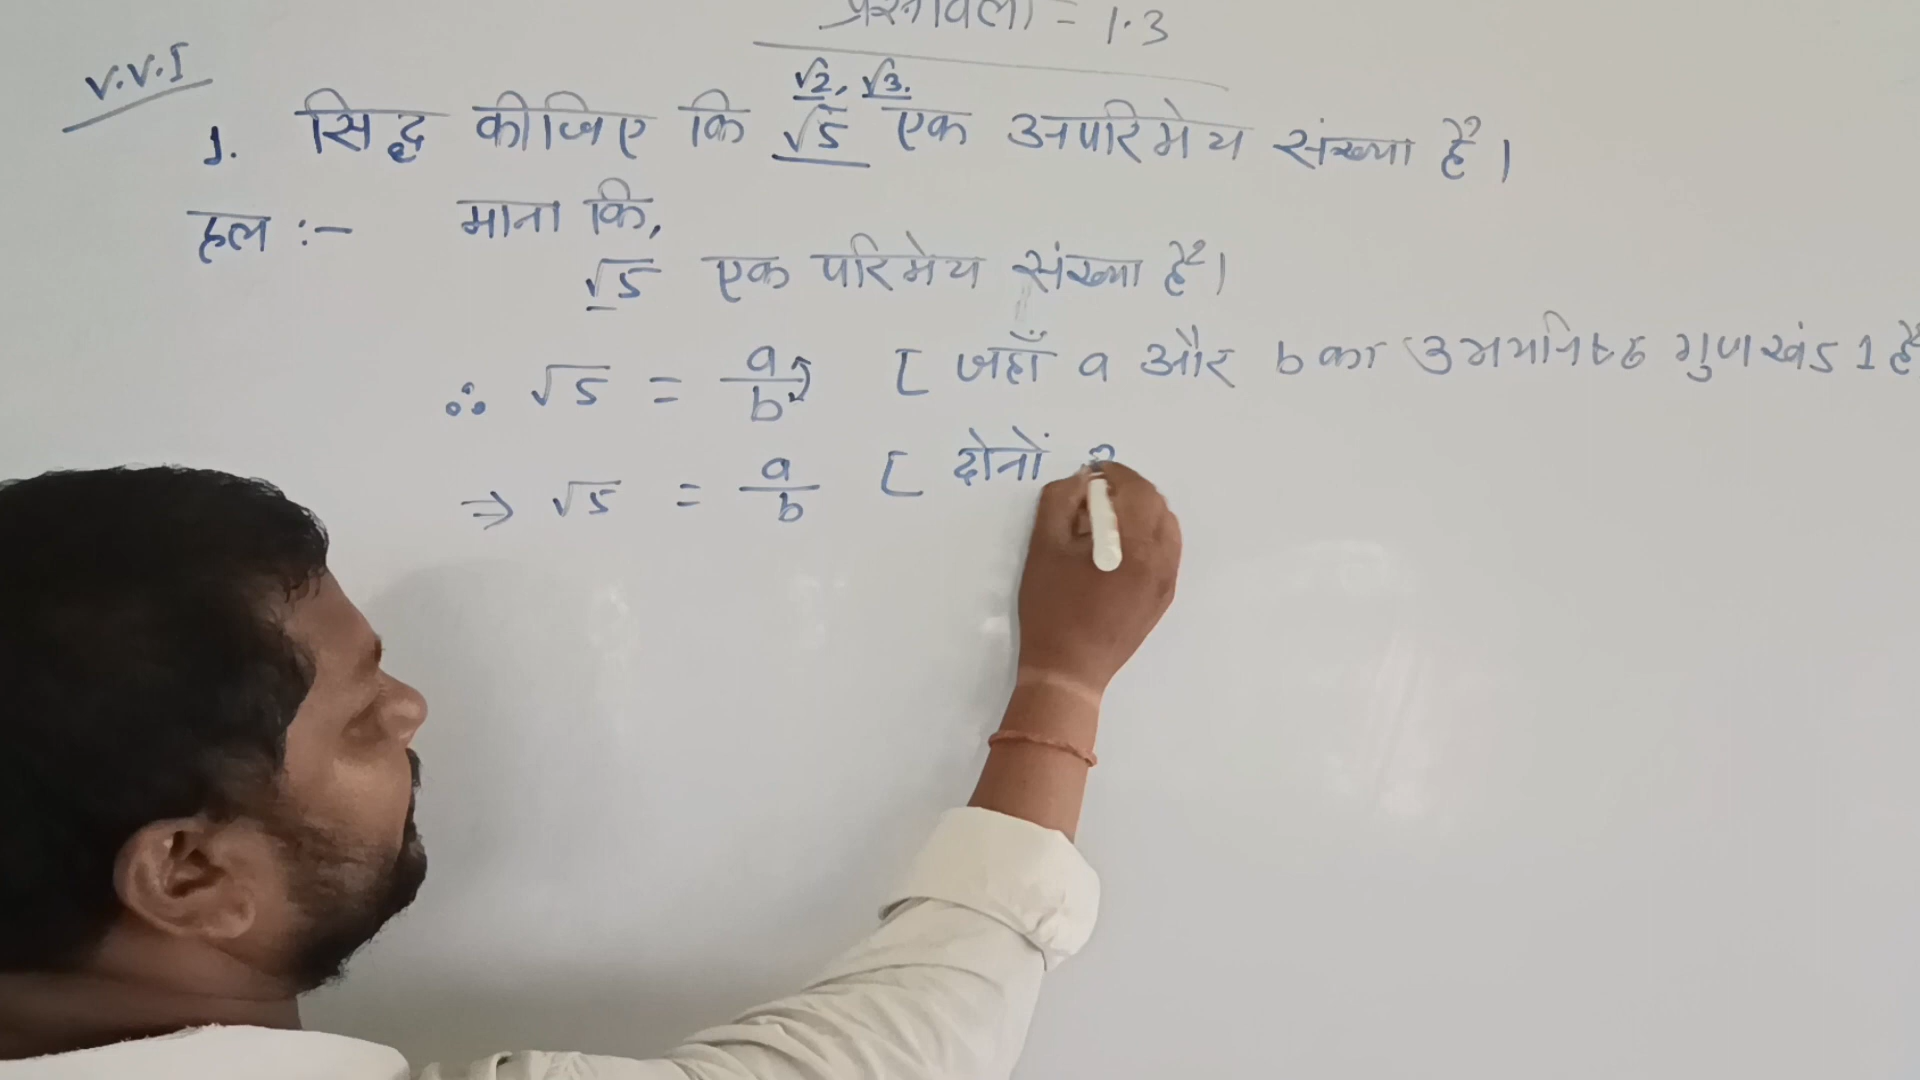 प्रश्नावली = 1.3
V.V.I
√2, √3.
1. सिद्ध कीजिए कि √5 एक अपरिमेय संख्या है।
हल :- माना कि,
√5 एक परिमेय संख्या है।
∴ √5 = a/b [ जहाँ a और b का उभयनिष्ठ गुणखंड 1 है
⇒ √5 = a/b [ दोनों